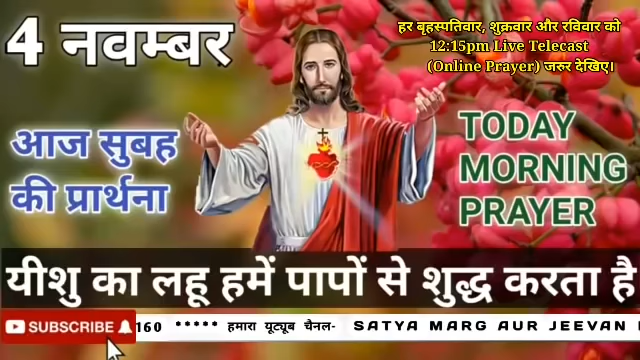 4 नवम्बर
हर बृहस्पतिवार, शुक्रवार और रविवार को
12:15pm Live Telecast
(Online Prayer) जरुर देखिए।
आज सुबह
की प्रार्थना
TODAY
MORNING
PRAYER
यीशु का लहू हमें पापों से शुद्ध करता है
SUBSCRIBE 160 ***** हमारा यूट्यूब चैनल- SATYA MARG AUR JEEVAN